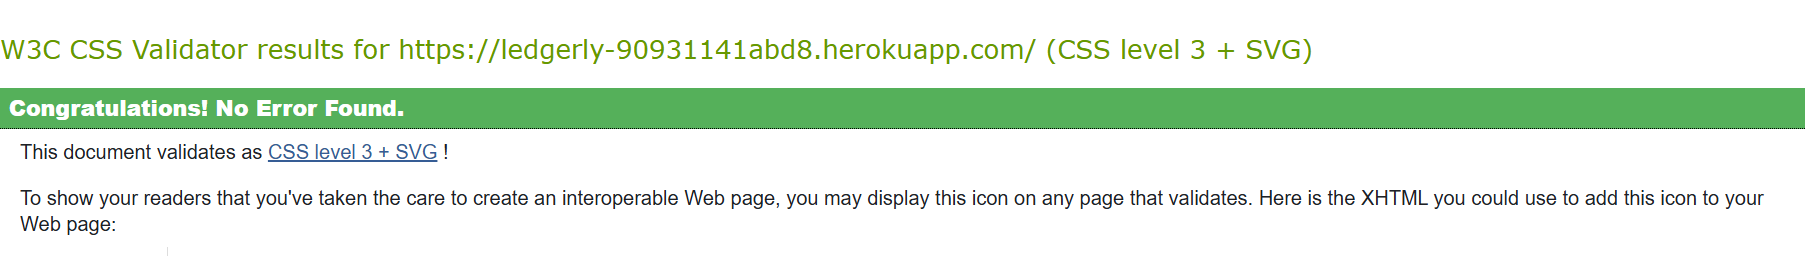 W3C CSS Validator results for https://ledgerly-90931141abd8.herokuapp.com/ (CSS level 3 + SVG)
Congratulations! No Error Found.
This document validates as CSS level 3 + SVG !
To show your readers that you've taken the care to create an interoperable Web page, you may display this icon on any page that validates. Here is the XHTML you could use to add this icon to your
Web page: